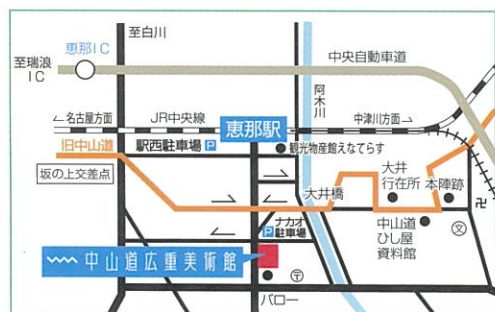 至白川
恵那IC
至瑞浪
IC
中央自動車道
阿木川
←名古屋方面
JR中央線
恵那駅
中津川方面→
旧中山道
駅西駐車場 P
観光物産館えなてらす
坂の上交差点
大井橋
大井
行在所
本陣跡
卍
ナカオ
P駐車場
中山道
ひし屋
資料館
文
中山道広重美術館
〒
バロー